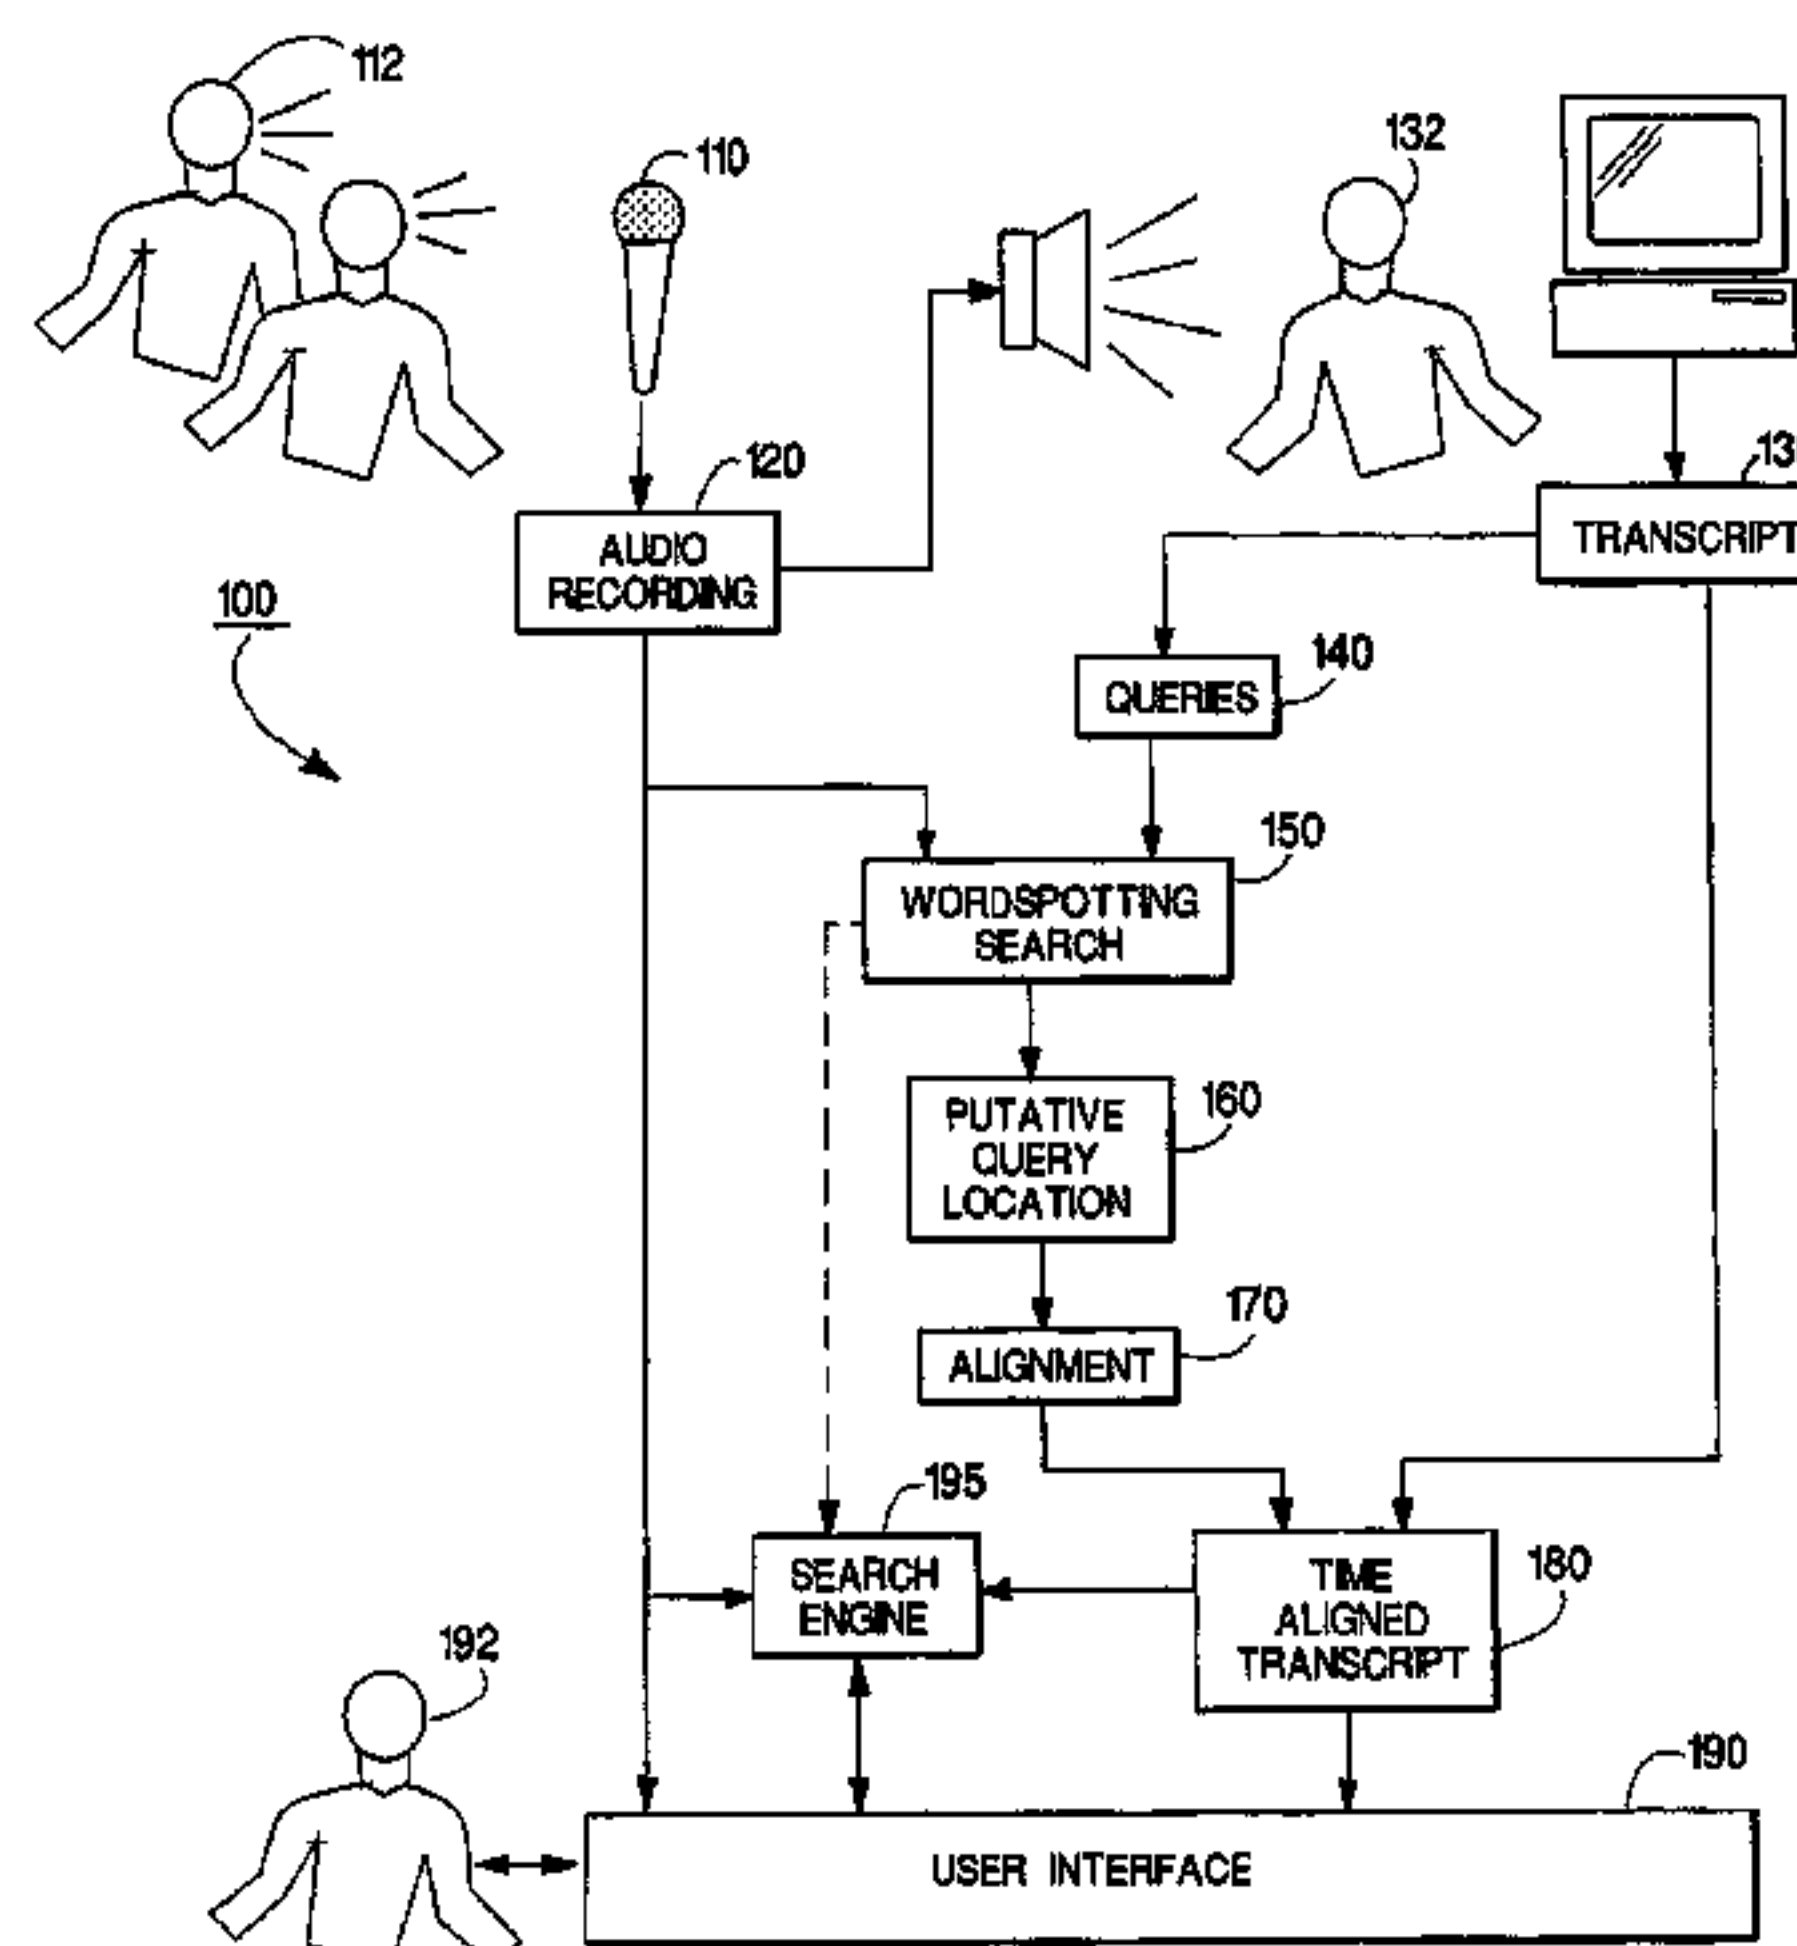 112
110
132
120
13
AUDIO
RECORDING
TRANSCRIPT
100
140
QUERIES
150
WORDSPOTTING
SEARCH
160
PUTATIVE
QUERY
LOCATION
170
ALIGNMENT
195
SEARCH
ENGINE
180
TIME
ALIGNED
TRANSCRIPT
192
190
USER INTERFACE